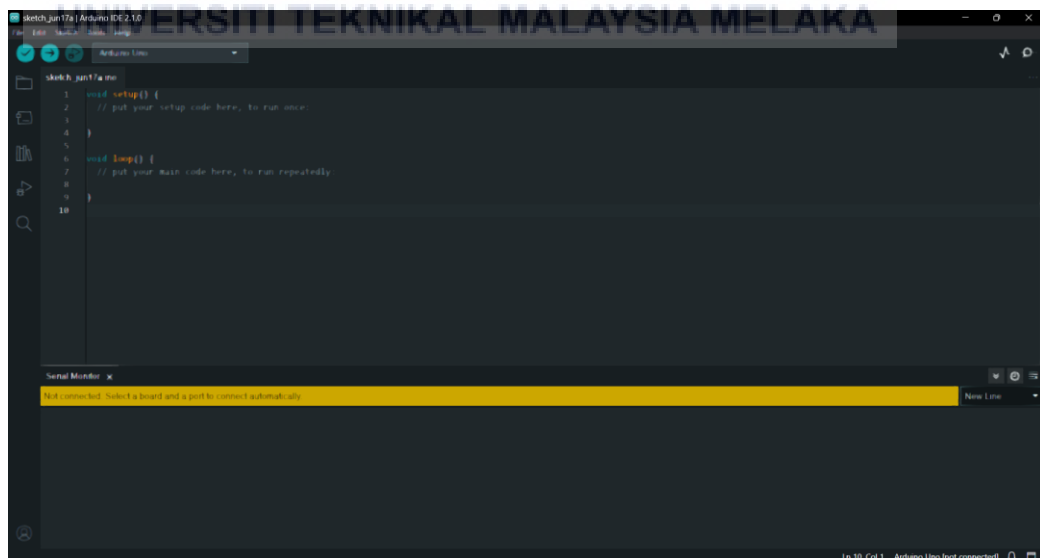 UNIVERSITI TEKNIKAL MALAYSIA MELAKA
sketch_jun17a | Arduino IDE 2.1.0
File Edit Sketch Tools Help
Arduino Uno
sketch_jun17a.ino
1 void setup() {
2 // put your setup code here, to run once:
3
4 }
5
6 void loop() {
7 // put your main code here, to run repeatedly
8
9 }
10
Serial Monitor x
Not connected. Select a board and a port to connect automatically.
New Line
Ln 10, Col 1 Arduino Uno [not connected]